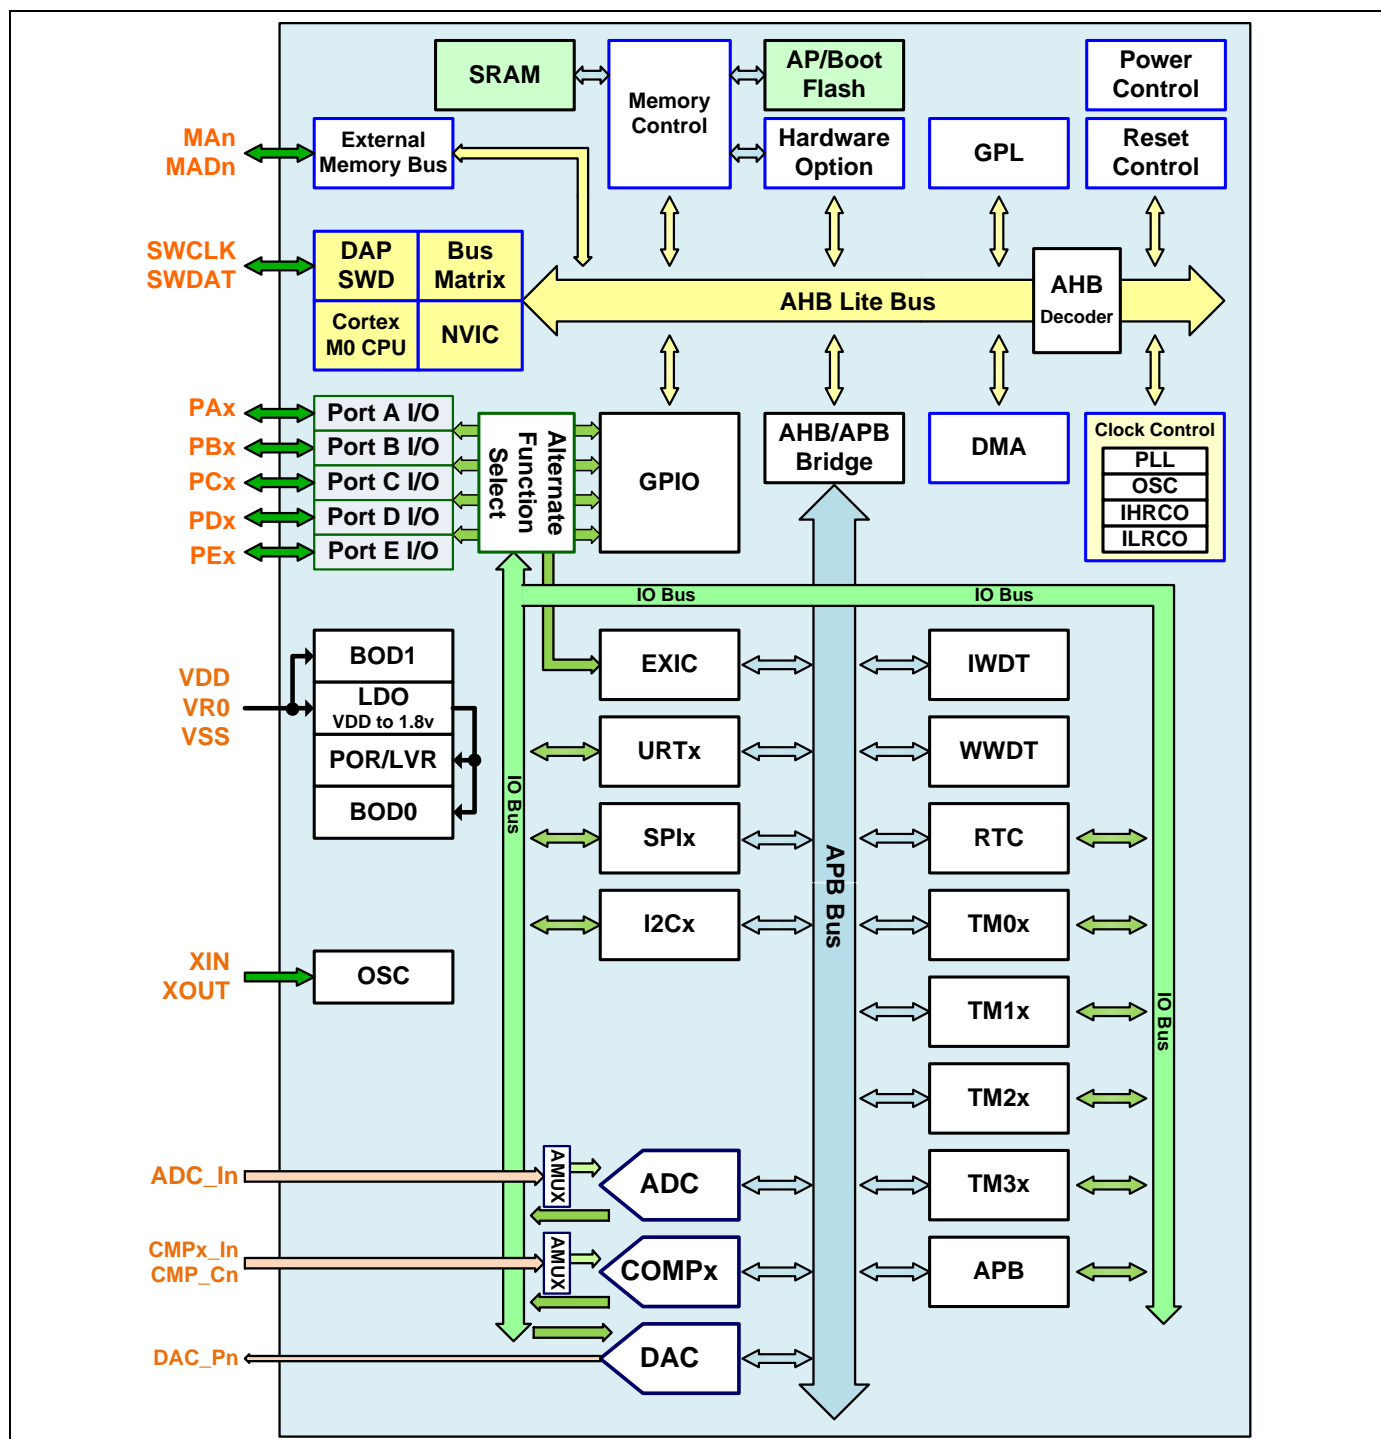 SRAM
Memory
Control
AP/Boot
Flash
Power
Control
MAn
MADn
External
Memory Bus
Hardware
Option
GPL
Reset
Control
SWCLK
SWDAT
DAP
SWD
Bus
Matrix
Cortex
M0 CPU
NVIC
AHB Lite Bus
AHB
Decoder
PAx
PBx
PCx
PDx
PEx
Port A I/O
Port B I/O
Port C I/O
Port D I/O
Port E I/O
Alternate
Function
Select
GPIO
AHB/APB
Bridge
DMA
Clock Control
PLL
OSC
IHRCO
ILRCO
IO Bus
IO Bus
VDD
VR0
VSS
BOD1
LDO
VDD to 1.8v
POR/LVR
BOD0
IO Bus
EXIC
URTx
SPIx
I2Cx
APB Bus
IWDT
WWDT
RTC
TM0x
TM1x
TM2x
TM3x
APB
IO Bus
XIN
XOUT
OSC
ADC_In
AMUX
ADC
CMPx_In
CMP_Cn
AMUX
COMPx
DAC_Pn
DAC